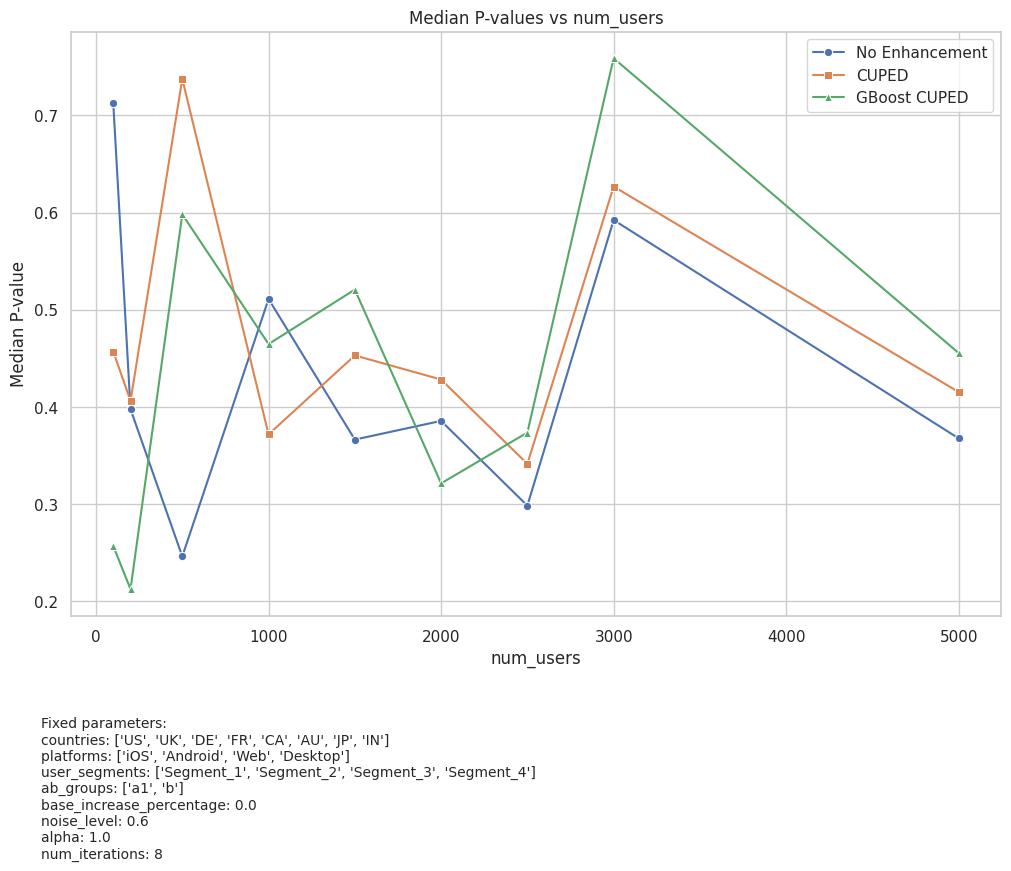 Median P-values vs num_users
No Enhancement
CUPED
GBoost CUPED
Median P-value
0.7
0.6
0.5
0.4
0.3
0.2
0
1000
2000
3000
4000
5000
num_users
Fixed parameters:
countries: ['US', 'UK', 'DE', 'FR', 'CA', 'AU', 'JP', 'IN']
platforms: ['iOS', 'Android', 'Web', 'Desktop']
user_segments: ['Segment_1', 'Segment_2', 'Segment_3', 'Segment_4']
ab_groups: ['a1', 'b']
base_increase_percentage: 0.0
noise_level: 0.6
alpha: 1.0
num_iterations: 8